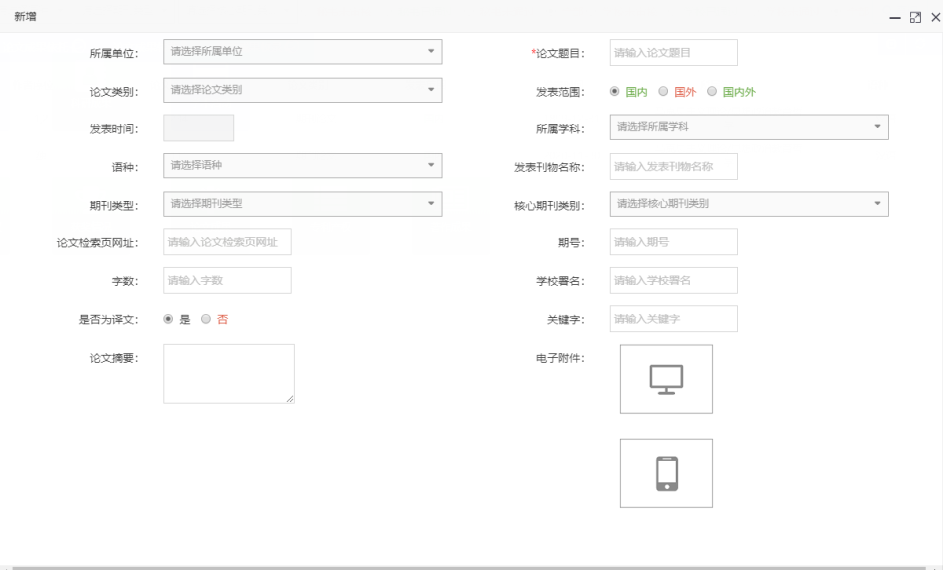 新增
所属单位： 请选择所属单位 *论文题目： 请输入论文题目
论文类别： 请选择论文类别 发表范围： 国内 国外 国内外
发表时间： 所属学科： 请选择所属学科
语种： 请选择语种 发表刊物名称： 请输入发表刊物名称
期刊类型： 请选择期刊类型 核心期刊类别： 请选择核心期刊类别
论文检索页网址： 请输入论文检索页网址 期号： 请输入期号
字数： 请输入字数 学校署名： 请输入学校署名
是否为译文： 是 否 关键字： 请输入关键字
论文摘要： 电子附件：